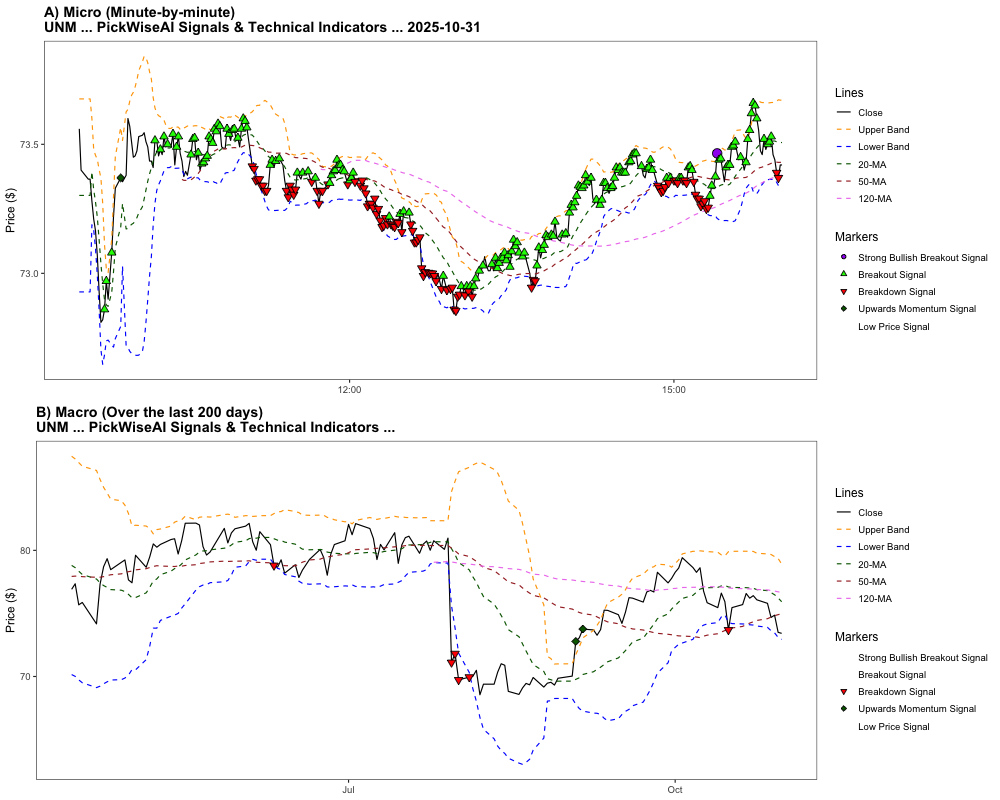 A) Micro (Minute-by-minute)
UNM ... PickWiseAI Signals & Technical Indicators ... 2025-10-31
Price ($)
73.5
73.0
12:00
15:00
Lines
Close
Upper Band
Lower Band
20-MA
50-MA
120-MA
Markers
Strong Bullish Breakout Signal
Breakout Signal
Breakdown Signal
Upwards Momentum Signal
Low Price Signal
B) Macro (Over the last 200 days)
UNM ... PickWiseAI Signals & Technical Indicators ...
Price ($)
80
70
Jul
Oct
Lines
Close
Upper Band
Lower Band
20-MA
50-MA
120-MA
Markers
Strong Bullish Breakout Signal
Breakout Signal
Breakdown Signal
Upwards Momentum Signal
Low Price Signal